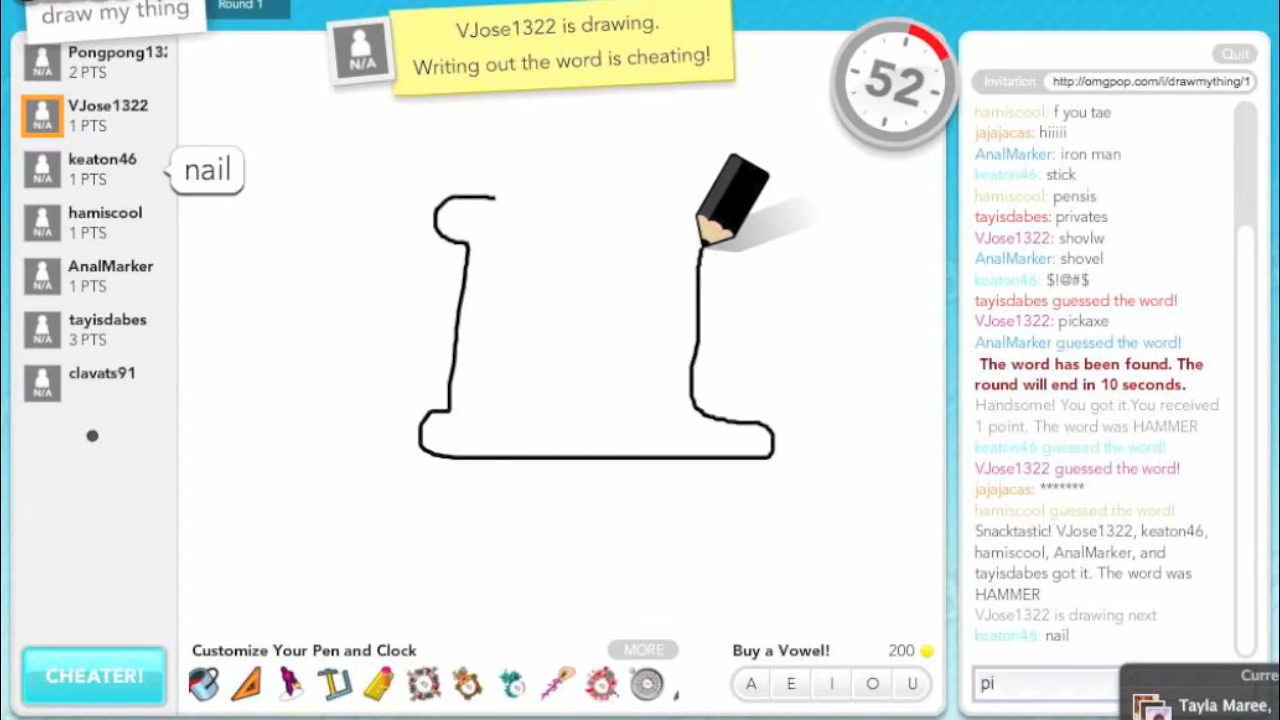 draw my thing
Round 1
VJose1322 is drawing.
Writing out the word is cheating!
52
N/A
Pongpong132
2 PTS
N/A
VJose1322
1 PTS
N/A
keaton46
1 PTS
N/A
nail
hamiscool
1 PTS
N/A
AnalMarker
1 PTS
N/A
tayisdabes
3 PTS
N/A
clavats91
N/A
CHEATER!
Customize Your Pen and Clock
MORE
Buy a Vowel!
200
A E I O U
Quit
Invitation http://omgpop.com/i/drawmything/1
hamiscool: f you tae
jajajacas: hiiiii
AnalMarker: iron man
keaton46: stick
hamiscool: pensis
tayisdabes: privates
VJose1322: shovlw
AnalMarker: shovel
keaton46: $!@#$
tayisdabes guessed the word!
VJose1322: pickaxe
AnalMarker guessed the word!
The word has been found. The
round will end in 10 seconds.
Handsome! You got it.You received
1 point. The word was HAMMER
keaton46 guessed the word!
VJose1322 guessed the word!
jajajacas: *******
hamiscool guessed the word!
Snacktastic! VJose1322, keaton46,
hamiscool, AnalMarker, and
tayisdabes got it. The word was
HAMMER
VJose1322 is drawing next
keaton46: nail
pi
Curre
Tayla Maree,